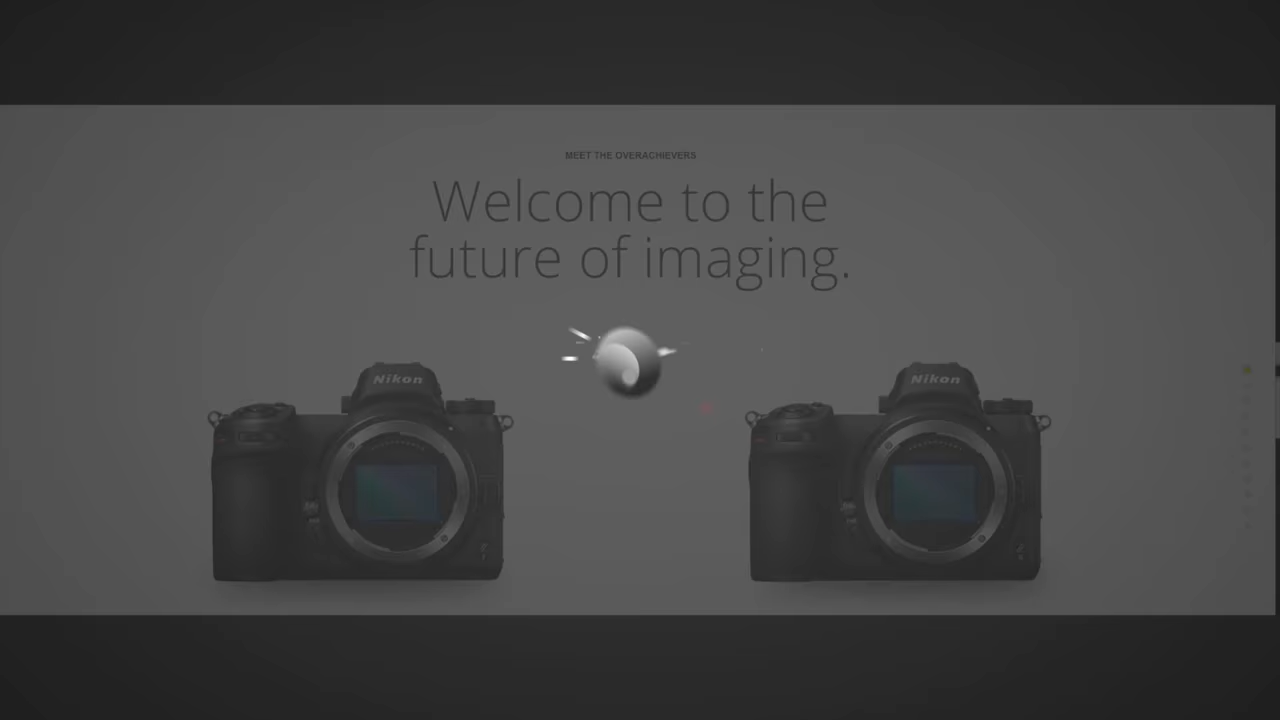 MEET THE OVERACHIEVERS
Welcome to the
future of imaging.
Nikon
Nikon